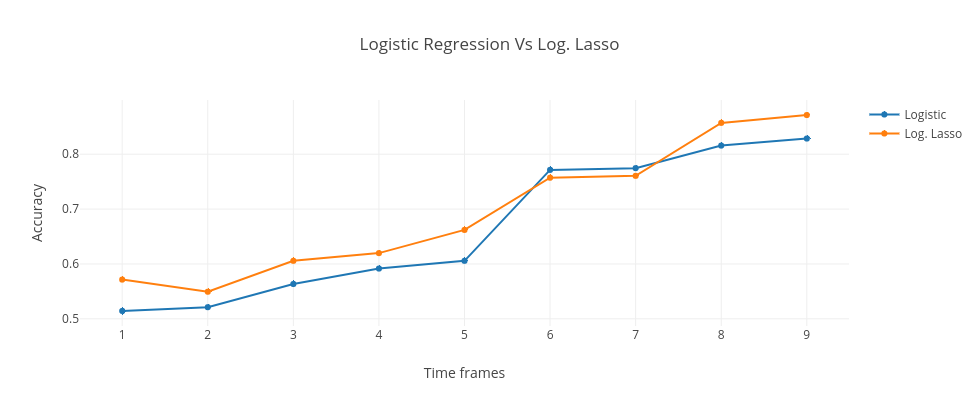 Logistic Regression Vs Log. Lasso
Logistic
Log. Lasso
Accuracy
0.8
0.7
0.6
0.5
1 2 3 4 5 6 7 8 9
Time frames